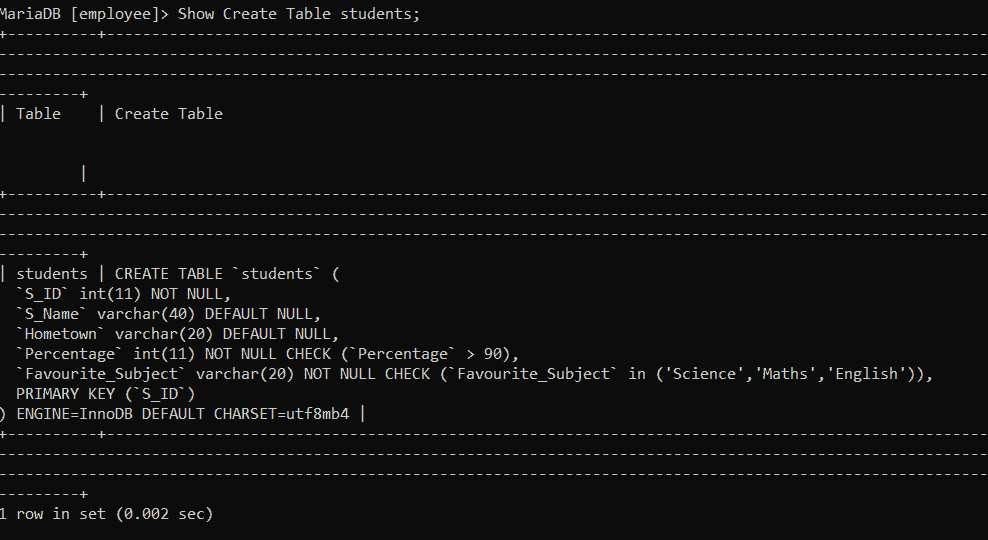 MariaDB [employee]> Show Create Table students;
+----------+--------------------------------------------------------------------------------------------------
--------------------------------------------------------------------------------------------------------------
--------------------------------------------------------------------------------------------------------------
---------+
| Table    | Create Table
         |
+----------+--------------------------------------------------------------------------------------------------
--------------------------------------------------------------------------------------------------------------
--------------------------------------------------------------------------------------------------------------
---------+
| students | CREATE TABLE `students` (
  `S_ID` int(11) NOT NULL,
  `S_Name` varchar(40) DEFAULT NULL,
  `Hometown` varchar(20) DEFAULT NULL,
  `Percentage` int(11) NOT NULL CHECK (`Percentage` > 90),
  `Favourite_Subject` varchar(20) NOT NULL CHECK (`Favourite_Subject` in ('Science','Maths','English')),
  PRIMARY KEY (`S_ID`)
) ENGINE=InnoDB DEFAULT CHARSET=utf8mb4 |
+----------+--------------------------------------------------------------------------------------------------
--------------------------------------------------------------------------------------------------------------
--------------------------------------------------------------------------------------------------------------
---------+
1 row in set (0.002 sec)